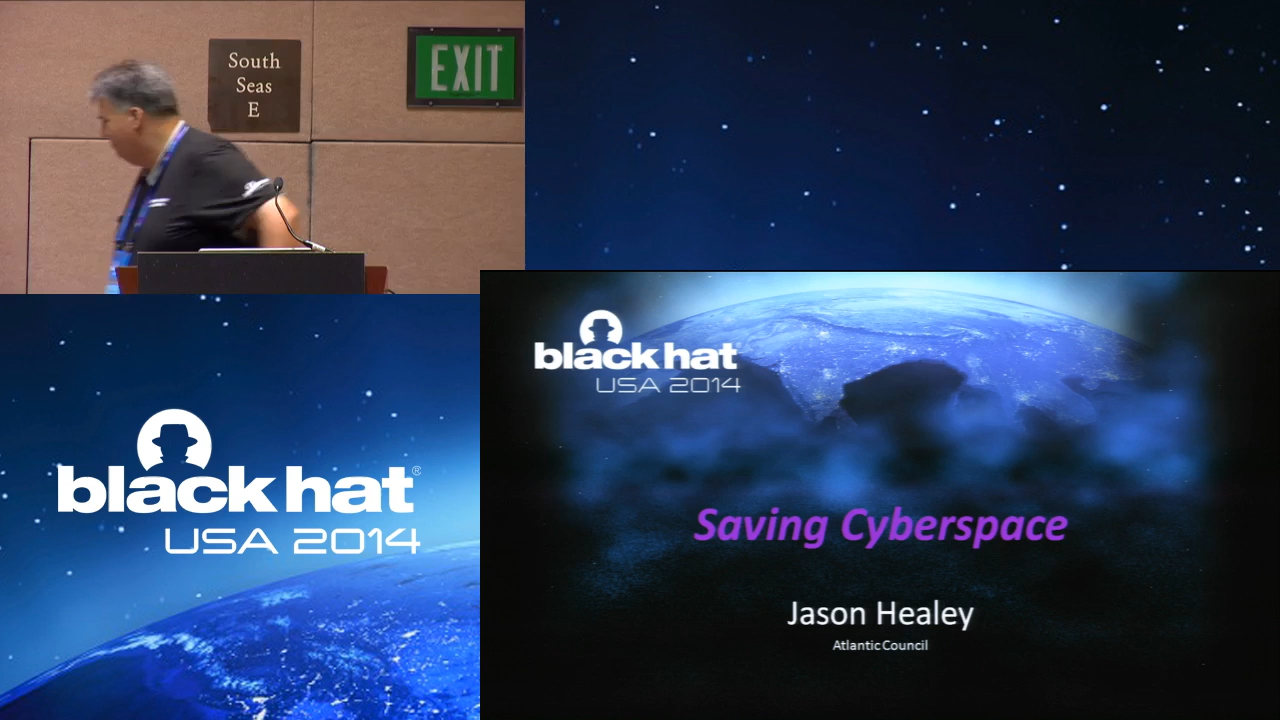 South
Seas
E
EXIT
black hat®
USA 2014
black hat
USA 2014
Saving Cyberspace
Jason Healey
Atlantic Council